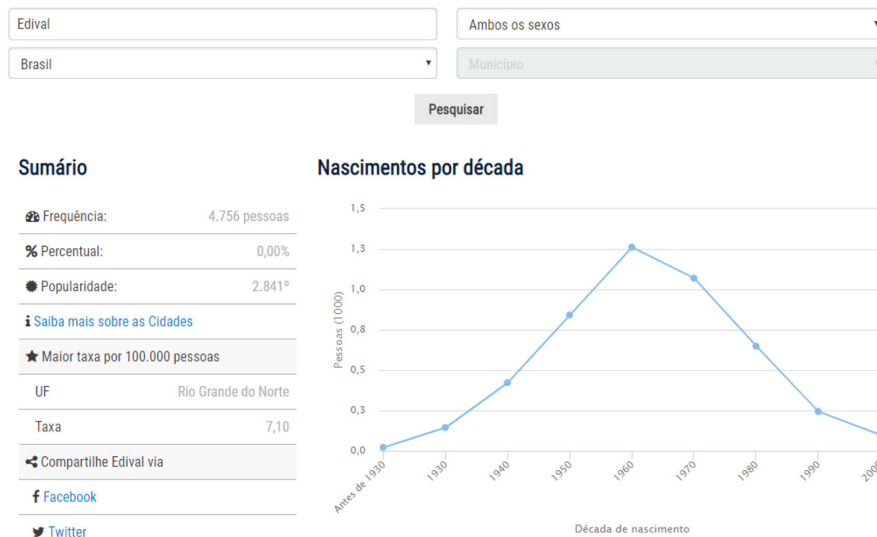 Edival
Ambos os sexos
Brasil
Município
Pesquisar
Sumário
Frequência: 4.756 pessoas
Percentual: 0,00%
Popularidade: 2.841º
Saiba mais sobre as Cidades
Maior taxa por 100.000 pessoas
UF Rio Grande do Norte
Taxa 7,10
Compartilhe Edival via
Facebook
Twitter
Nascimentos por década
Pessoas (1000)
1,5
1,3
1,0
0,8
0,5
0,3
0,0
Antes de 1930
1930
1940
1950
1960
1970
1980
1990
2000
Década de nascimento